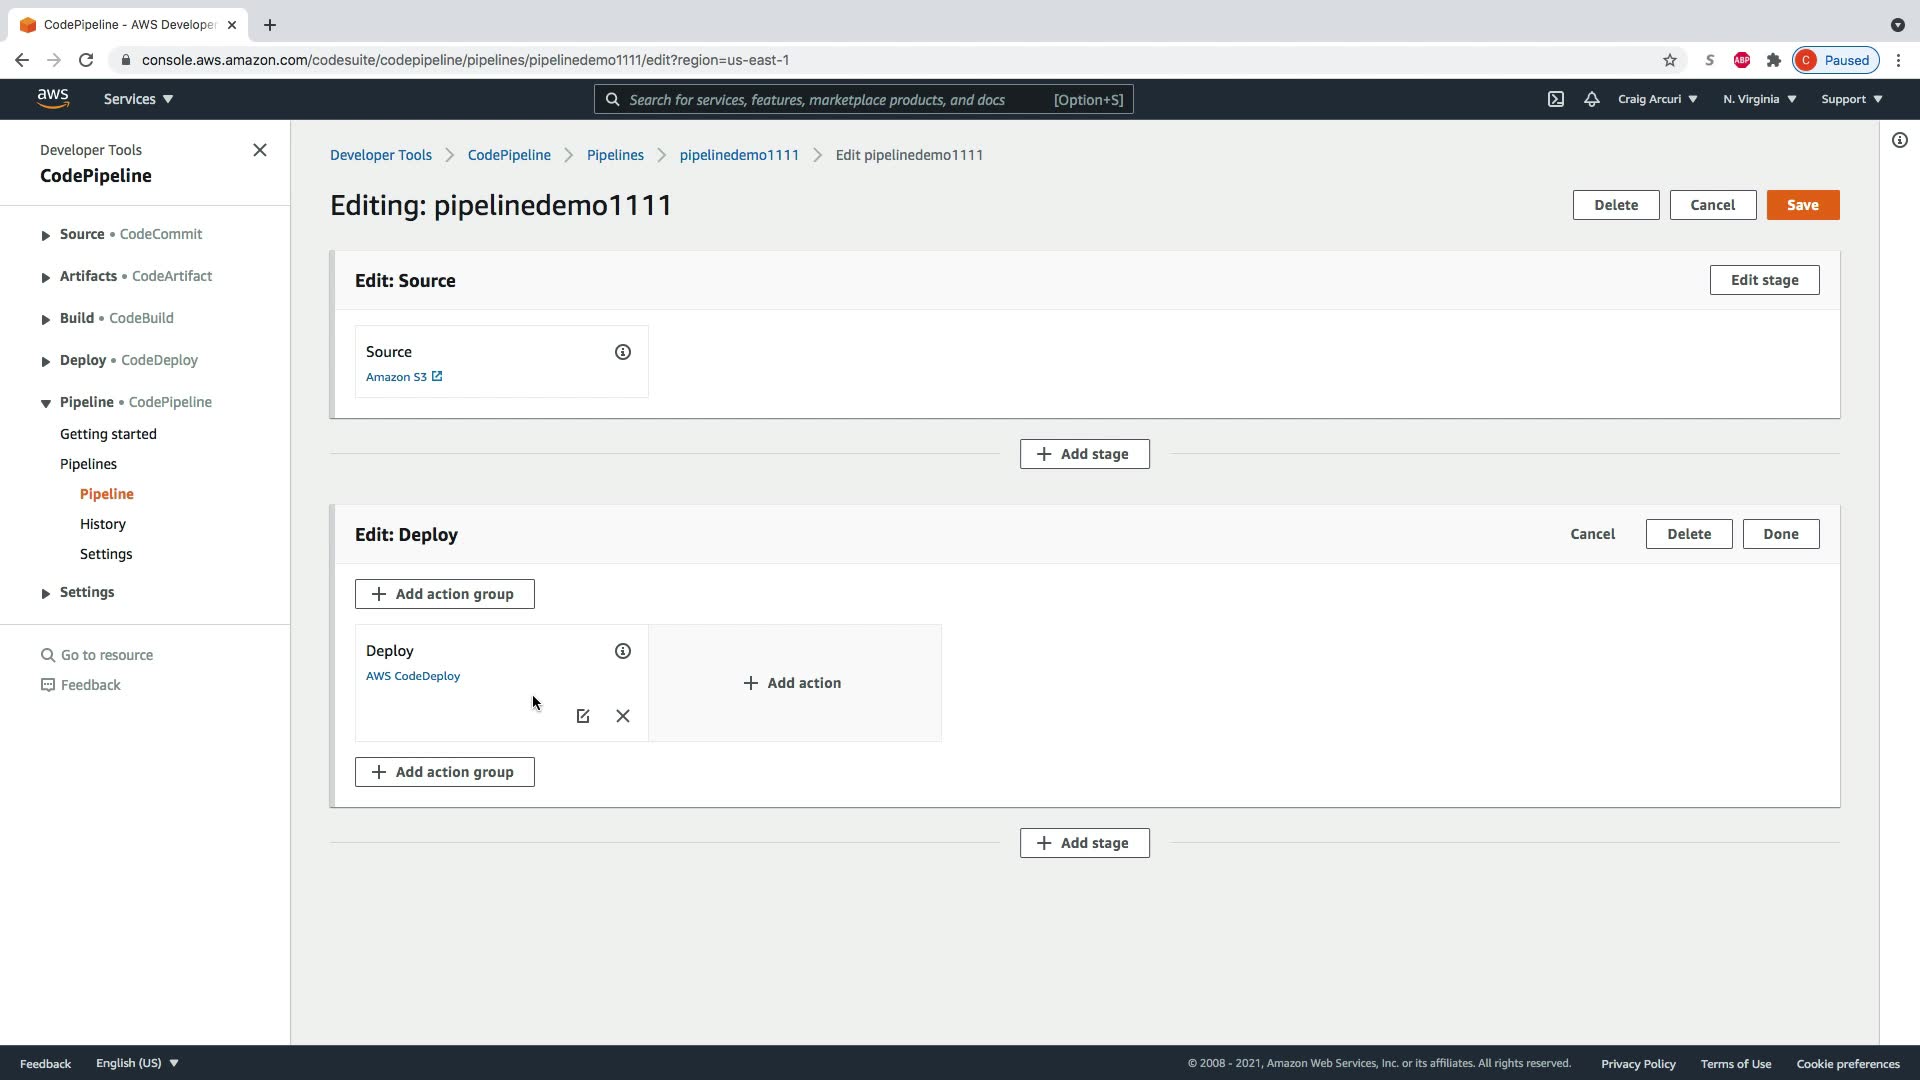 CodePipeline - AWS Developer
console.aws.amazon.com/codesuite/codepipeline/pipelines/pipelinedemo1111/edit?region=us-east-1
S
ABP
C Paused
aws
Services
Search for services, features, marketplace products, and docs [Option+S]
Craig Arcuri
N. Virginia
Support
Developer Tools
CodePipeline
Source • CodeCommit
Artifacts • CodeArtifact
Build • CodeBuild
Deploy • CodeDeploy
Pipeline • CodePipeline
Getting started
Pipelines
Pipeline
History
Settings
Settings
Go to resource
Feedback
Developer Tools > CodePipeline > Pipelines > pipelinedemo1111 > Edit pipelinedemo1111
Editing: pipelinedemo1111
Delete
Cancel
Save
Edit: Source
Edit stage
Source
Amazon S3
+ Add stage
Edit: Deploy
Cancel
Delete
Done
+ Add action group
Deploy
AWS CodeDeploy
+ Add action
+ Add action group
+ Add stage
Feedback
English (US)
© 2008 - 2021, Amazon Web Services, Inc. or its affiliates. All rights reserved.
Privacy Policy
Terms of Use
Cookie preferences